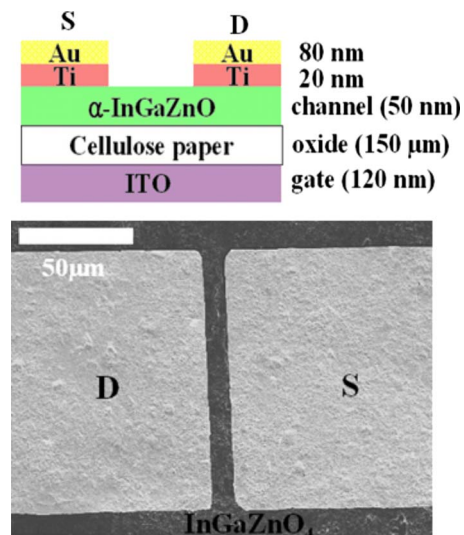 S D
Au Au 80 nm
Ti Ti 20 nm
α-InGaZnO channel (50 nm)
Cellulose paper oxide (150 μm)
ITO gate (120 nm)
50μm
D S
InGaZnO4